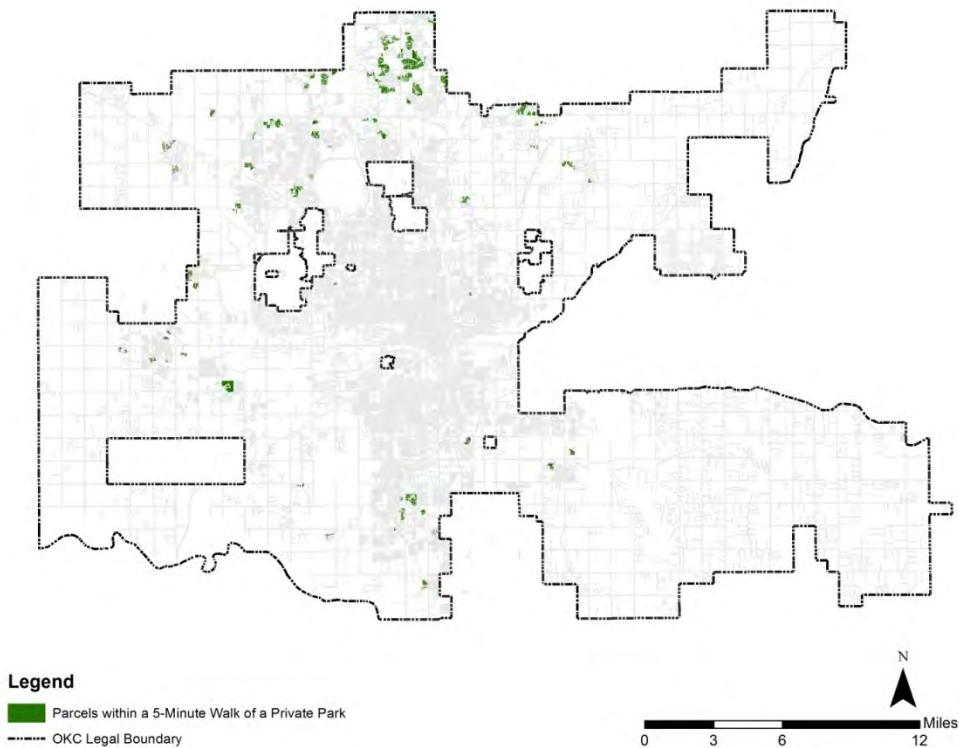 Legend
Parcels within a 5-Minute Walk of a Private Park
OKC Legal Boundary
N
Miles
0 3 6 12